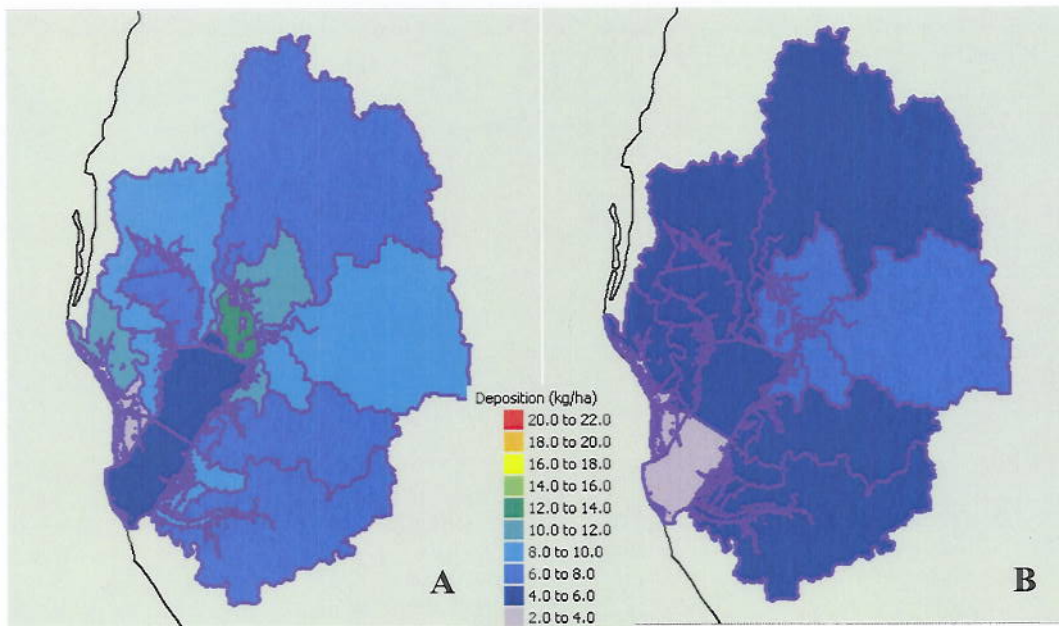 Deposition (kg/ha)
20.0 to 22.0
18.0 to 20.0
16.0 to 18.0
14.0 to 16.0
12.0 to 14.0
10.0 to 12.0
8.0 to 10.0
6.0 to 8.0
4.0 to 6.0
2.0 to 4.0
A
B